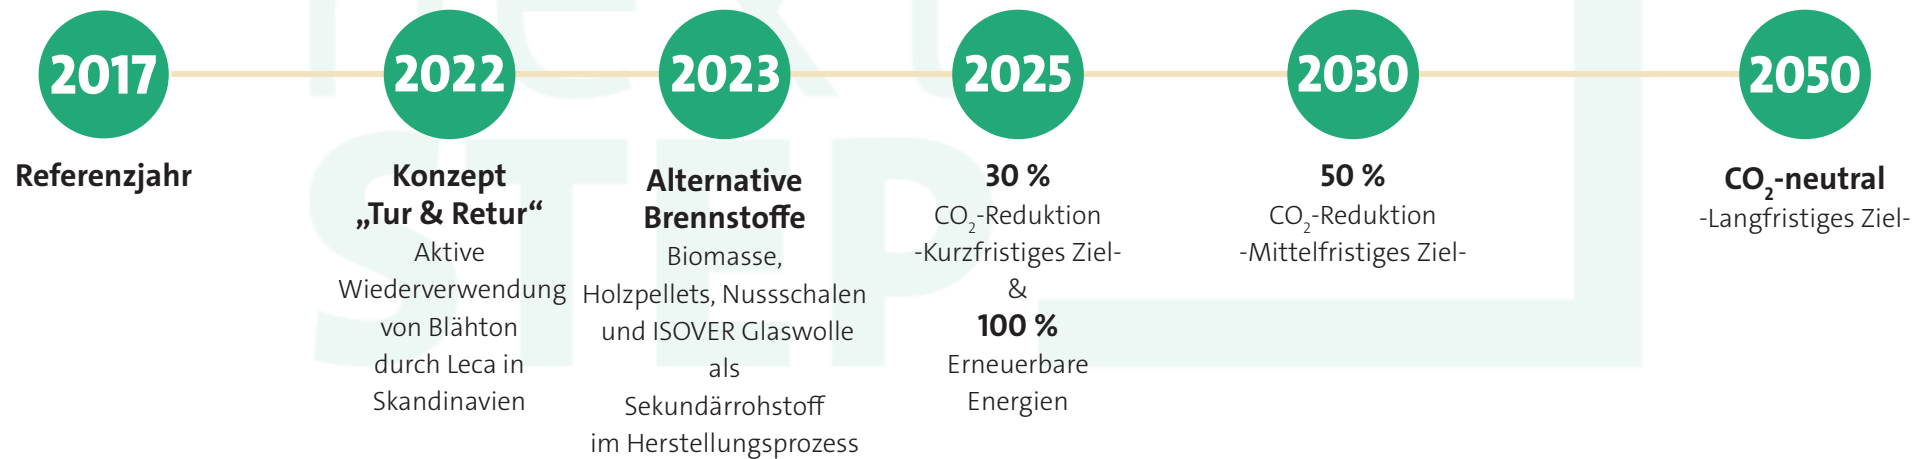 next
STEP
2017
Referenzjahr
2022
Konzept
„Tur & Retur“
Aktive
Wiederverwendung
von Blähton
durch Leca in
Skandinavien
2023
Alternative
Brennstoffe
Biomasse,
Holzpellets, Nussschalen
und ISOVER Glaswolle
als
Sekundärrohstoff
im Herstellungsprozess
2025
30 %
CO₂-Reduktion
-Kurzfristiges Ziel-
&
100 %
Erneuerbare
Energien
2030
50 %
CO₂-Reduktion
-Mittelfristiges Ziel-
2050
CO₂-neutral
-Langfristiges Ziel-